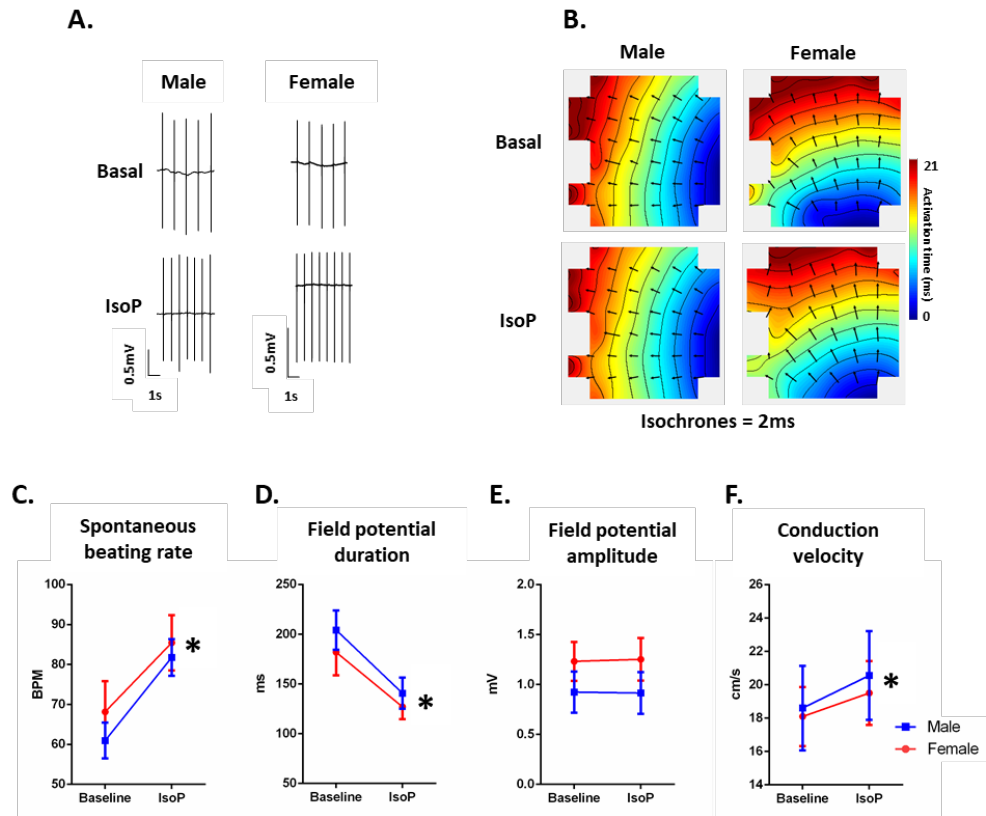 A.
Male
Female
Basal
IsoP
0.5mV
1s
0.5mV
1s
B.
Male
Female
Basal
IsoP
21
Activation time (ms)
0
Isochrones = 2ms
C.
Spontaneous
beating rate
100
90
80
70
60
50
BPM
*
Baseline
IsoP
D.
Field potential
duration
250
200
150
100
50
ms
*
Baseline
IsoP
E.
Field potential
amplitude
2.0
1.5
1.0
0.5
0.0
mV
Baseline
IsoP
F.
Conduction
velocity
26
24
22
20
18
16
14
cm/s
*
Male
Female
Baseline
IsoP